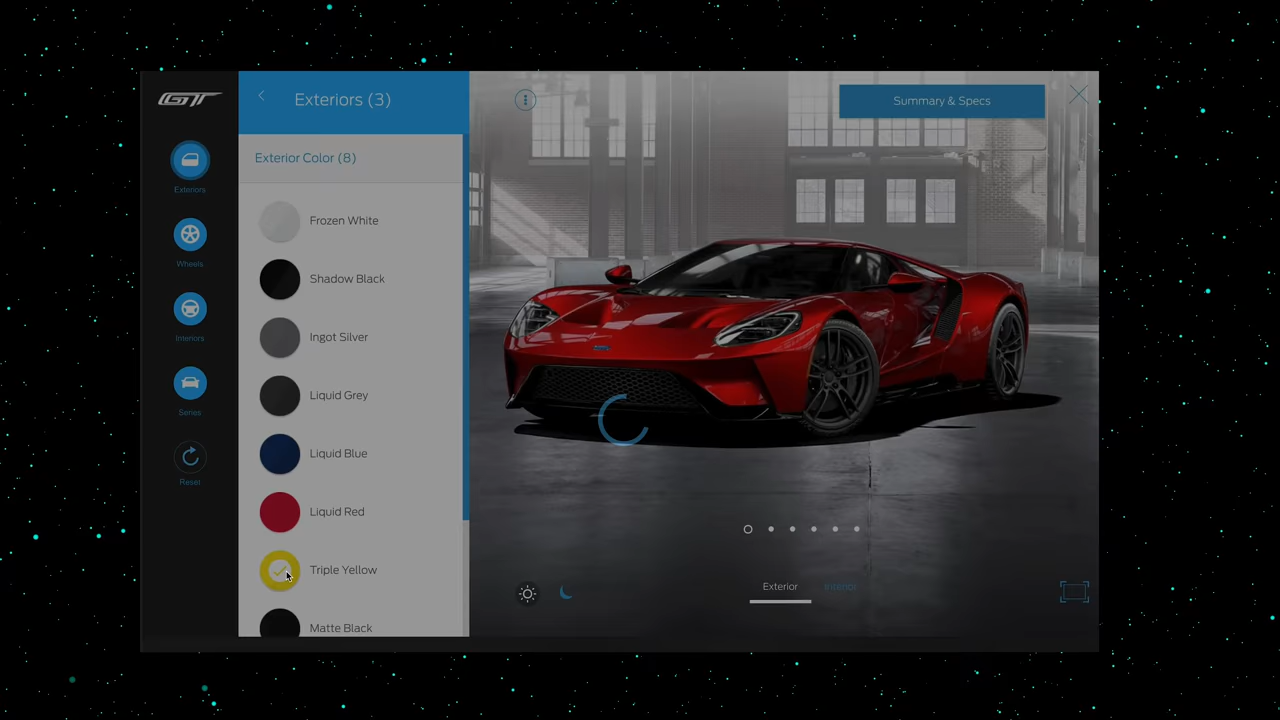 GT
Exteriors (3)
Summary & Specs
Exterior Color (8)
Exteriors
Frozen White
Wheels
Shadow Black
Interiors
Ingot Silver
Series
Liquid Grey
Reset
Liquid Blue
Liquid Red
Triple Yellow
Matte Black
Exterior
Interior